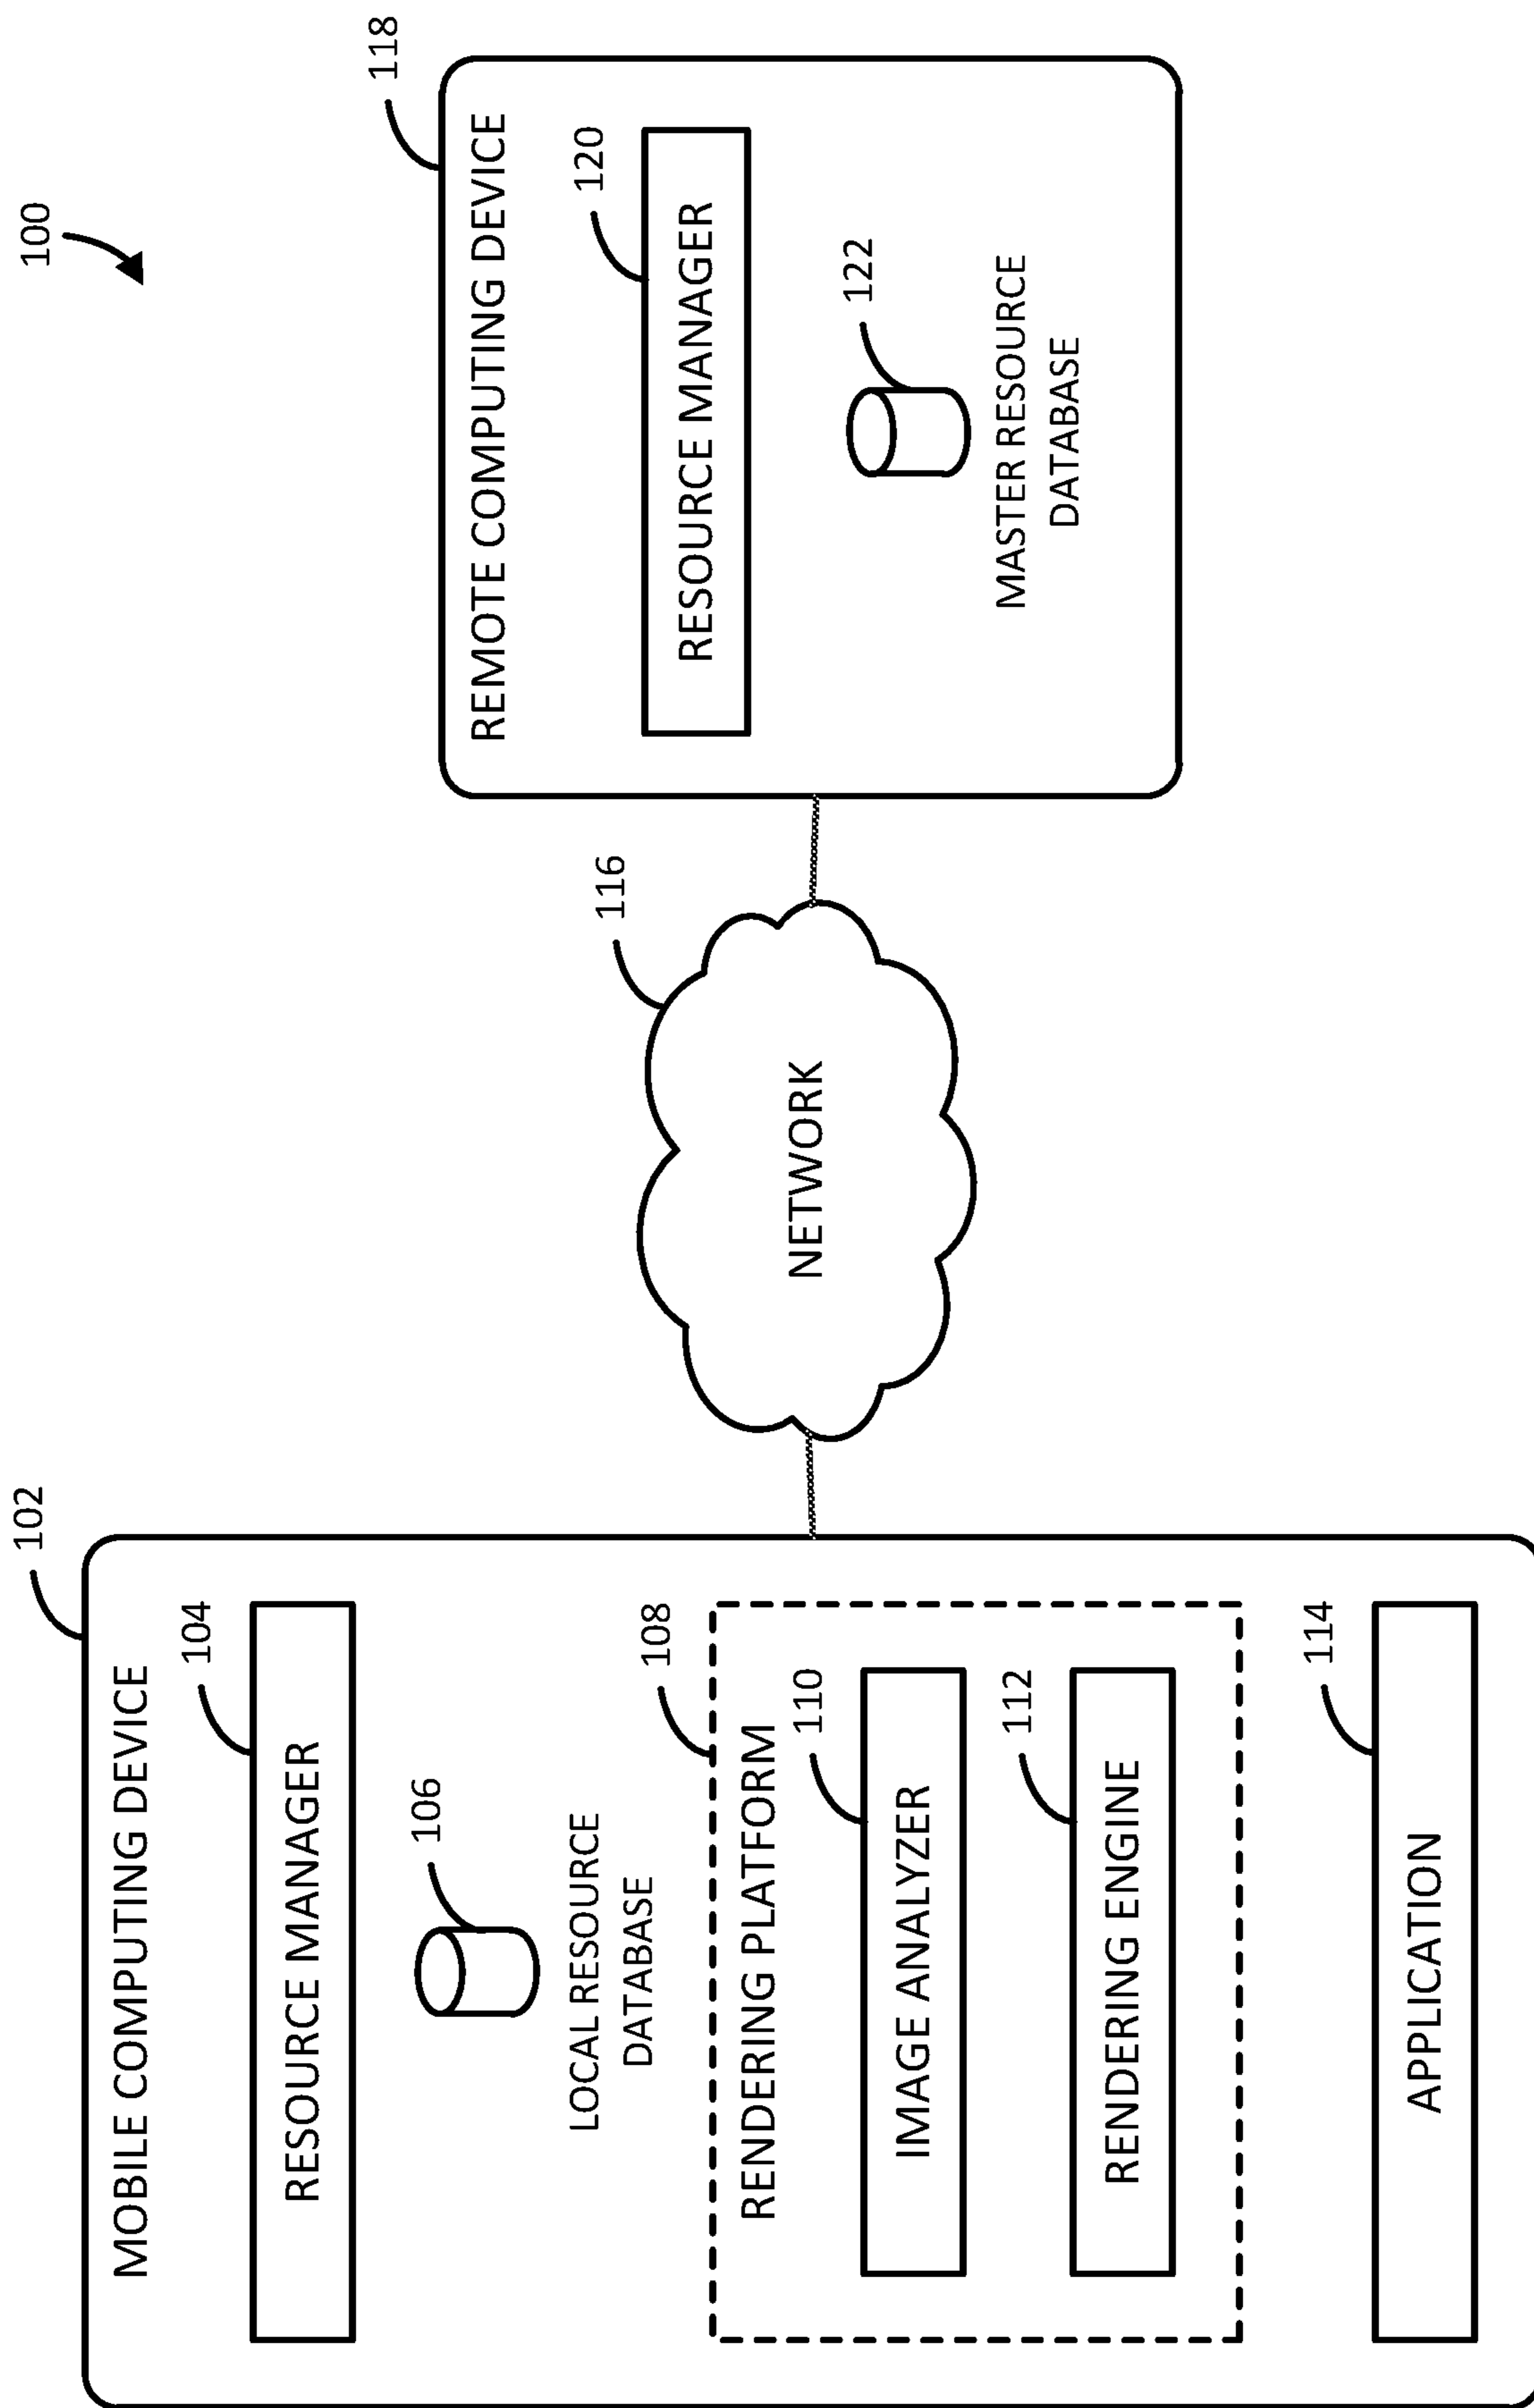 100
102
MOBILE COMPUTING DEVICE
104
RESOURCE MANAGER
106
LOCAL RESOURCE
DATABASE
108
RENDERING PLATFORM
110
IMAGE ANALYZER
112
RENDERING ENGINE
114
APPLICATION
116
NETWORK
118
REMOTE COMPUTING DEVICE
120
RESOURCE MANAGER
122
MASTER RESOURCE
DATABASE